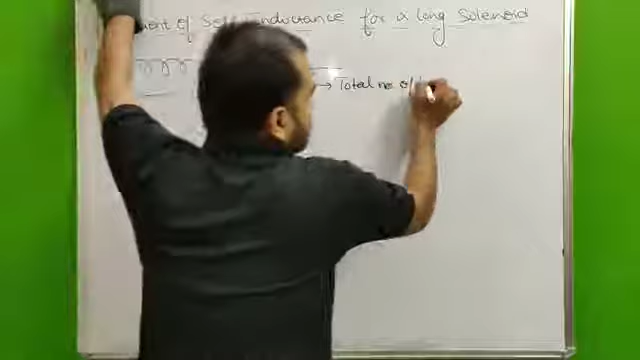 ment of Self Inductance for a long Solenoid
→ Total no of